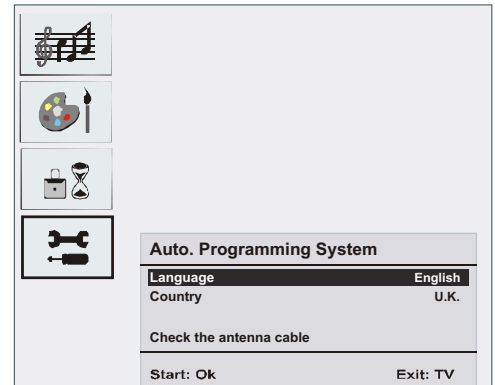 Auto. Programming System
Language English
Country U.K.
Check the antenna cable
Start: Ok Exit: TV